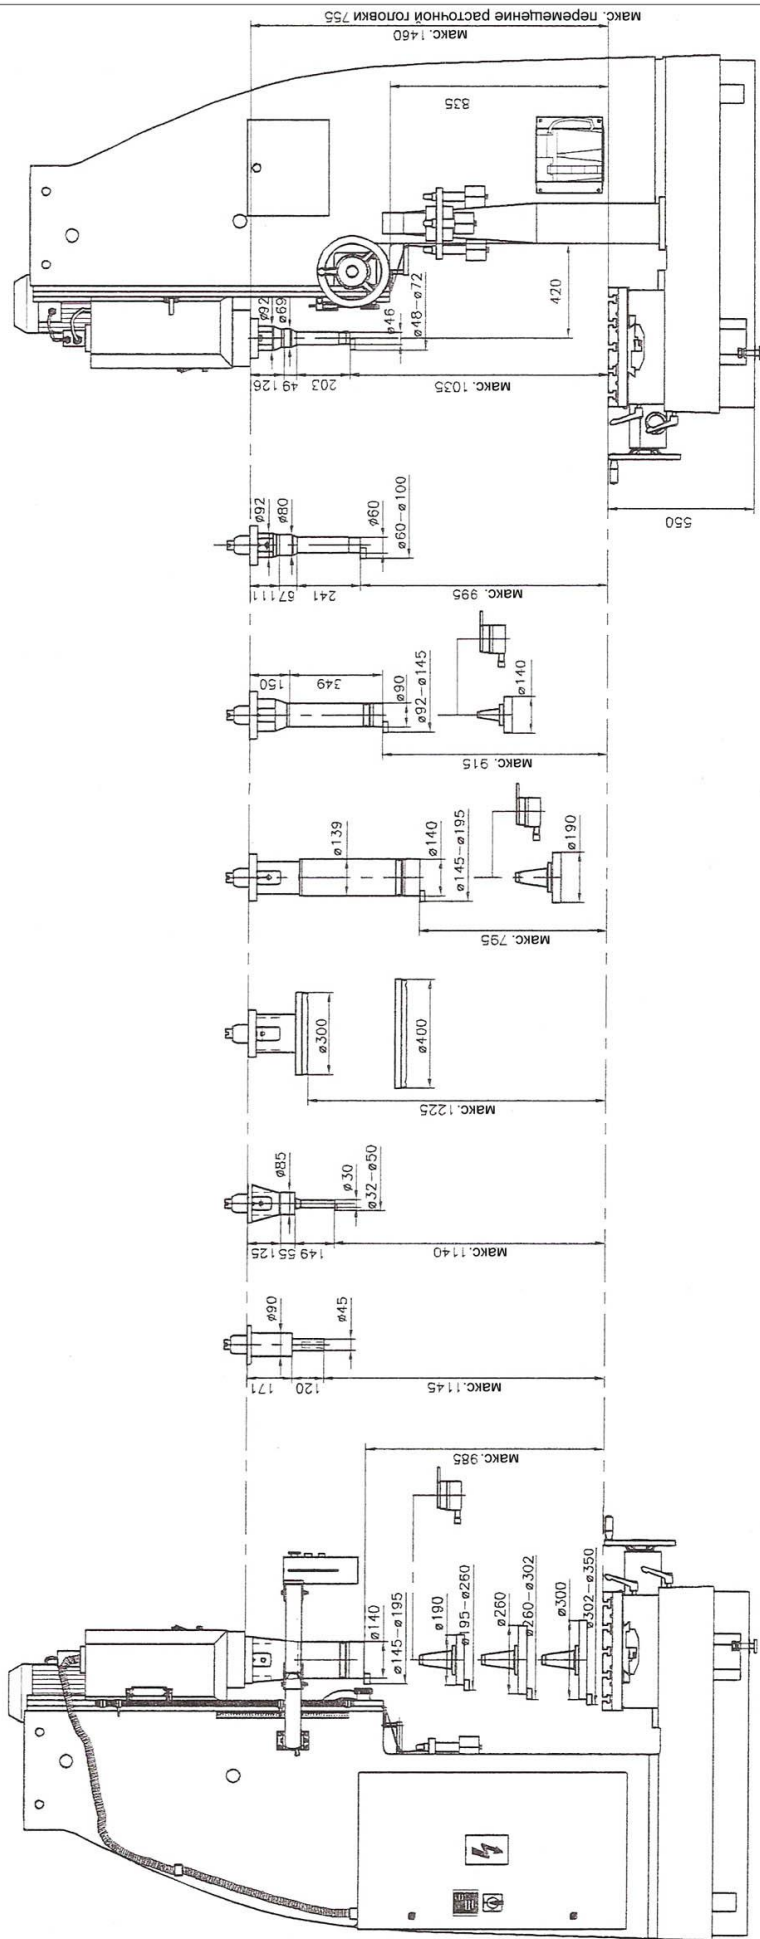 макс. перемещение расточной головки 755
макс. 1460
835
ø92
ø69
ø46
ø48-ø72
420
126
49
203
макс. 1035
550
ø92
ø80
ø60
ø60-ø100
111
67
241
макс. 995
150
349
ø90
ø92-ø145
ø140
макс. 915
ø139
ø140
ø145-ø195
ø190
макс. 795
ø300
ø400
макс. 1225
ø85
ø30
ø32-ø50
125
55
149
макс. 1140
ø90
ø45
171
120
макс. 1145
макс. 985
ø140
ø145-ø195
ø190
ø195-ø260
ø260
ø260-ø302
ø300
ø302-ø350